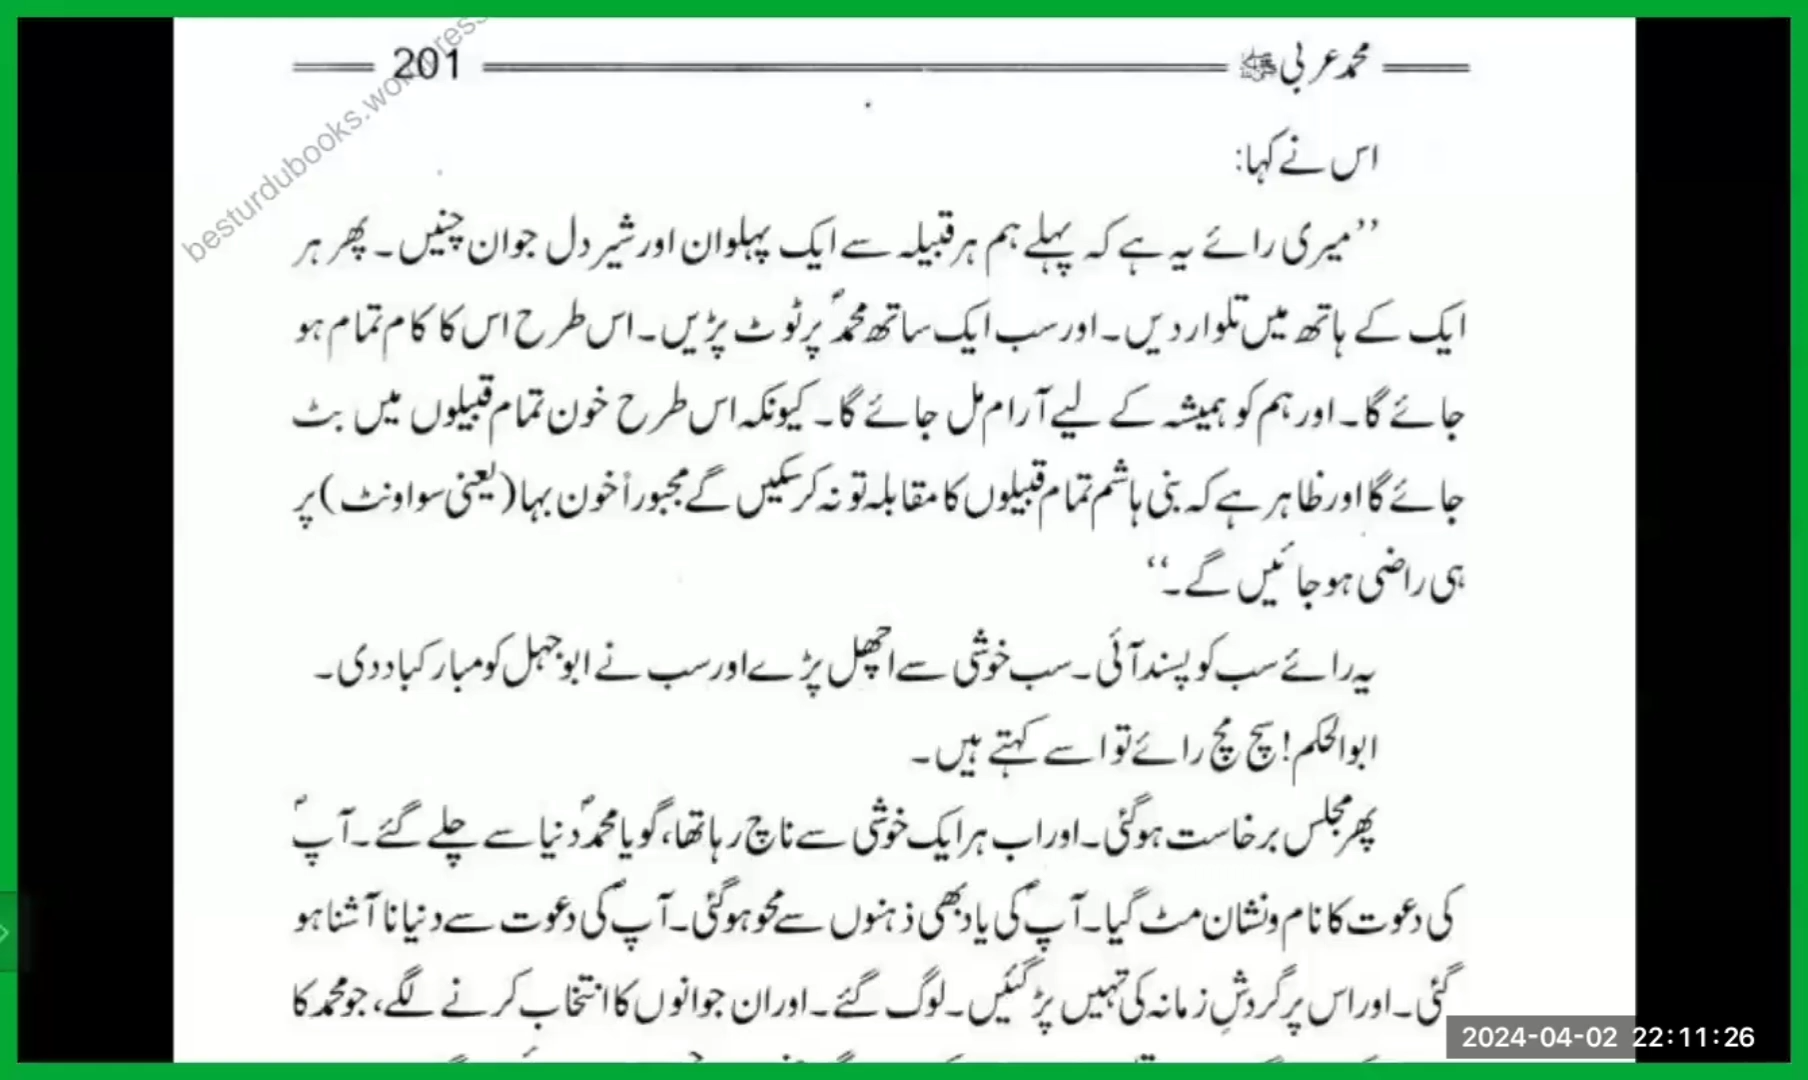 محمد عربی ﷺ 201
besturdubooks.wordpress
اس نے کہا:
’’میری رائے یہ ہے کہ پہلے ہم ہر قبیلہ سے ایک پہلوان اور شیر دل جوان چنیں۔ پھر ہر
ایک کے ہاتھ میں تلوار دیں۔ اور سب ایک ساتھ محمدؐ پر ٹوٹ پڑیں۔ اس طرح اس کا کام تمام ہو
جائے گا۔ اور ہم کو ہمیشہ کے لیے آرام مل جائے گا۔ کیونکہ اس طرح خون تمام قبیلوں میں بٹ
جائے گا اور ظاہر ہے کہ بنی ہاشم تمام قبیلوں کا مقابلہ تو نہ کر سکیں گے مجبوراً خون بہا (یعنی سو اونٹ) پر
ہی راضی ہو جائیں گے۔‘‘
یہ رائے سب کو پسند آئی۔ سب خوشی سے اچھل پڑے اور سب نے ابو جہل کو مبارکباد دی۔
ابوالحکم! سچ مچ رائے تو اسے کہتے ہیں۔
پھر مجلس برخاست ہو گئی۔ اور اب ہر ایک خوشی سے ناچ رہا تھا، گویا محمدؐ دنیا سے چلے گئے۔ آپؐ
کی دعوت کا نام و نشان مٹ گیا۔ آپؐ کی یاد بھی ذہنوں سے محو ہو گئی۔ آپؐ کی دعوت سے دنیا نا آشنا ہو
گئی۔ اور اس پر گردشِ زمانہ کی تہیں پڑ گئیں۔ لوگ گئے۔ اور ان جوانوں کا انتخاب کرنے لگے، جو محمد کا
2024-04-02 22:11:26